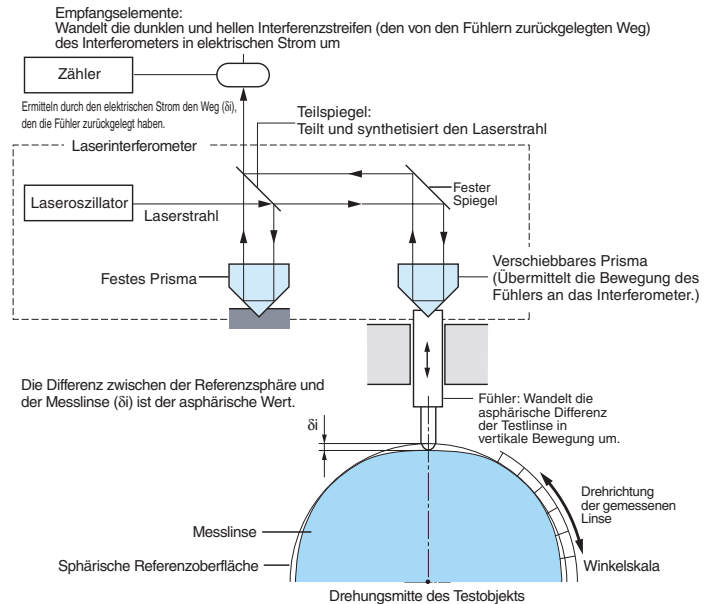 Empfangselemente:
Wandelt die dunklen und hellen Interferenzstreifen (den von den Fühlern zurückgelegten Weg)
des Interferometers in elektrischen Strom um
Zähler
Ermitteln durch den elektrischen Strom den Weg (δi),
den die Fühler zurückgelegt haben.
Teilspiegel:
Teilt und synthetisiert den Laserstrahl
Laserinterferometer
Laseroszillator
Laserstrahl
Fester
Spiegel
Festes Prisma
Verschiebbares Prisma
(Übermittelt die Bewegung des
Fühlers an das Interferometer.)
Die Differenz zwischen der Referenzsphäre und
der Messlinse (δi) ist der asphärische Wert.
Fühler: Wandelt die
asphärische Differenz
der Testlinse in
vertikale Bewegung um.
δi
Drehrichtung
der gemessenen
Linse
Messlinse
Sphärische Referenzoberfläche
Winkelskala
Drehungsmitte des Testobjekts